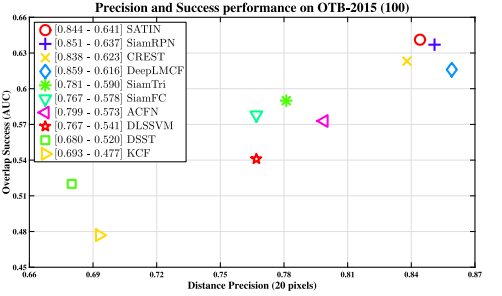 Precision and Success performance on OTB-2015 (100)
0.66
0.63
0.6
0.57
0.54
0.51
0.48
0.45
Overlap Success (AUC)
[0.844 - 0.641] SATIN
[0.851 - 0.637] SiamRPN
[0.838 - 0.623] CREST
[0.859 - 0.616] DeepLMCF
[0.781 - 0.590] SiamTri
[0.767 - 0.578] SiamFC
[0.799 - 0.573] ACFN
[0.767 - 0.541] DLSSVM
[0.680 - 0.520] DSST
[0.693 - 0.477] KCF
0.66 0.69 0.72 0.75 0.78 0.81 0.84 0.87
Distance Precision (20 pixels)